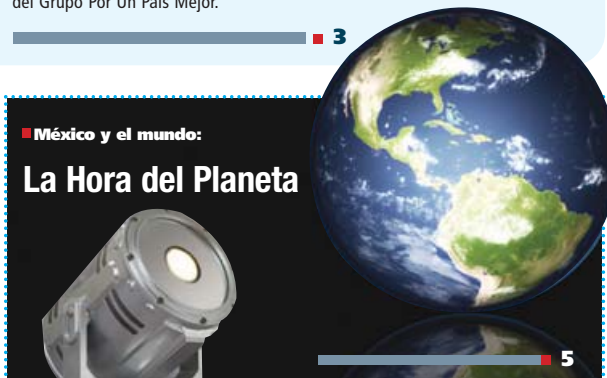 del Grupo Por Un País Mejor.
3
México y el mundo:
La Hora del Planeta
5